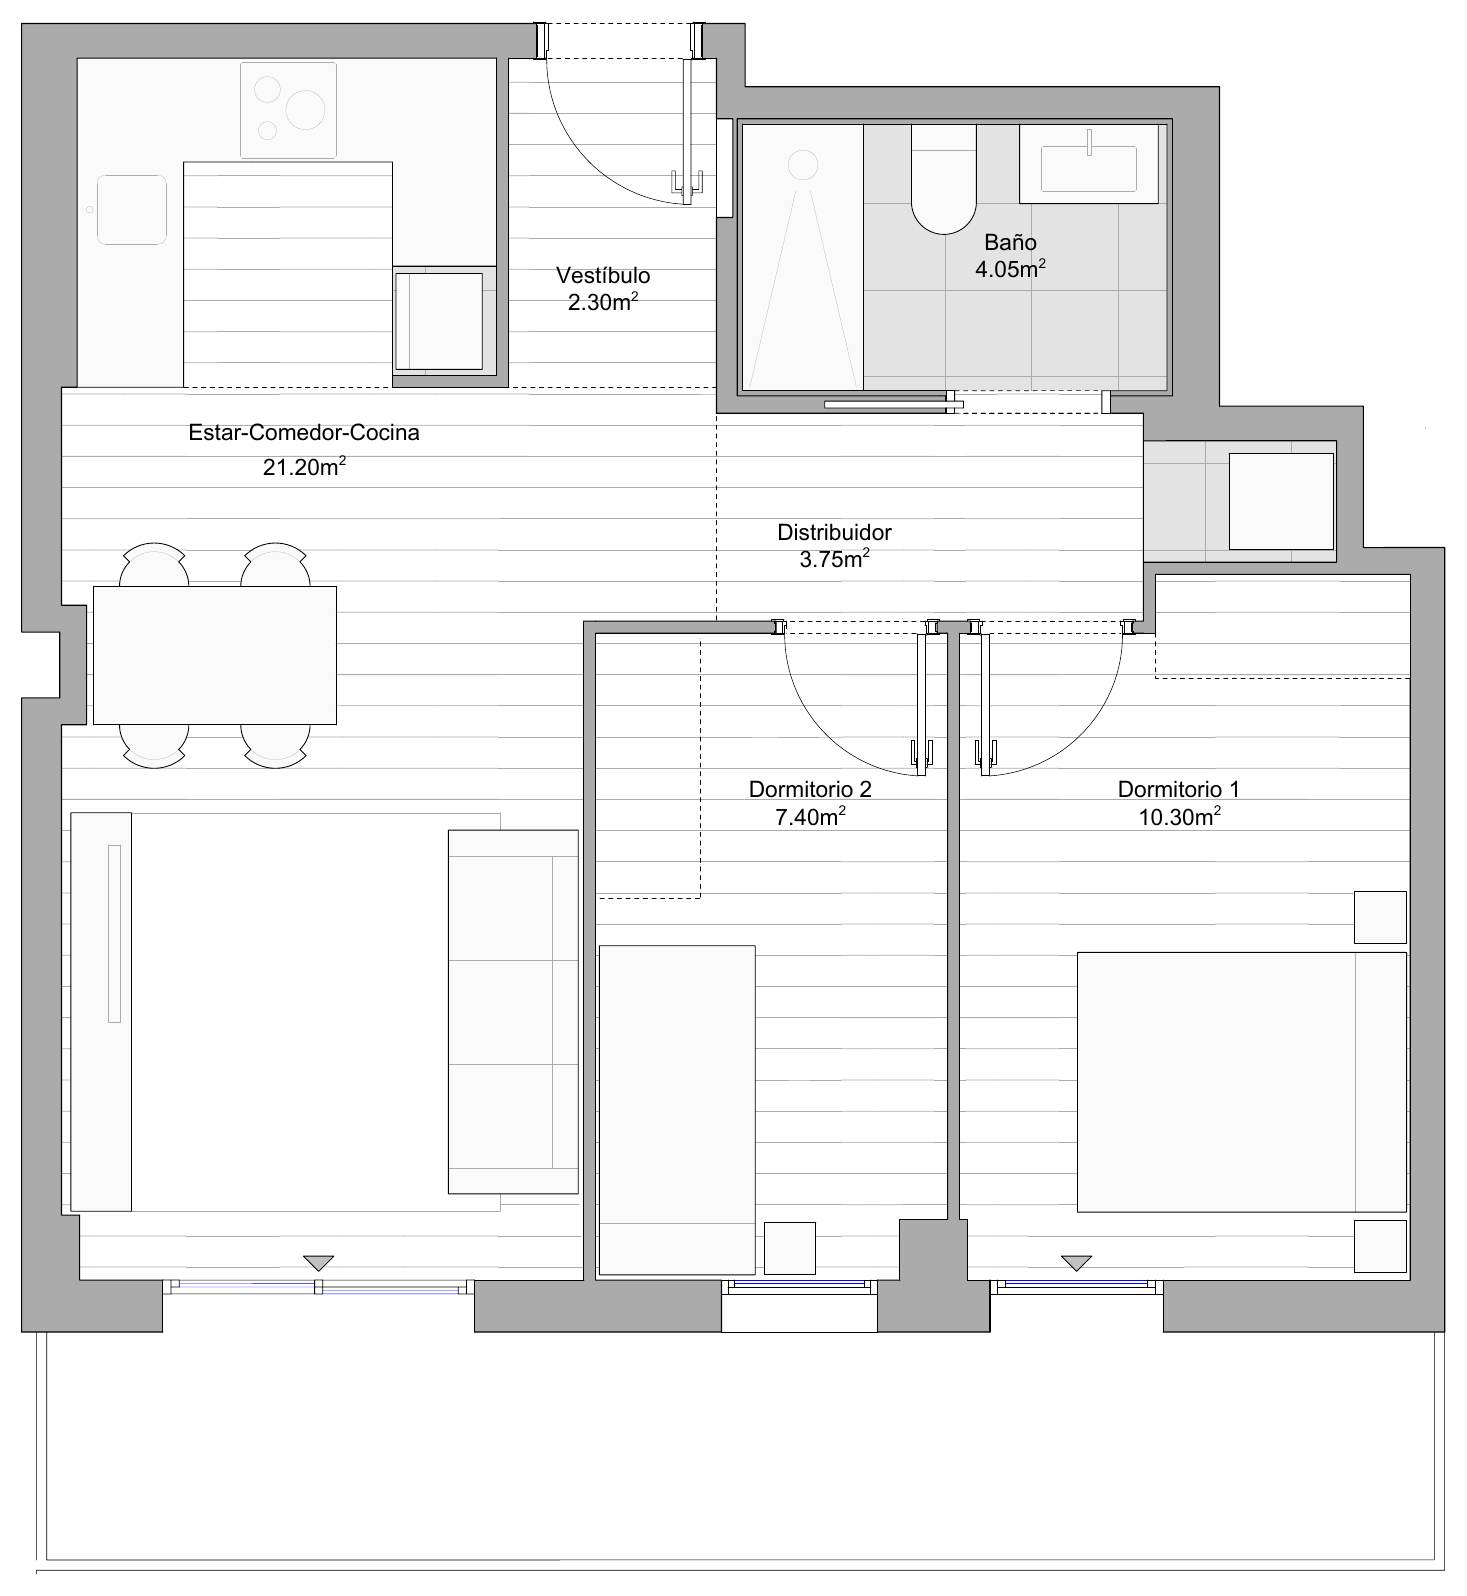 Baño
4.05m²
Vestíbulo
2.30m²
Estar-Comedor-Cocina
21.20m²
Distribuidor
3.75m²
Dormitorio 2
7.40m²
Dormitorio 1
10.30m²